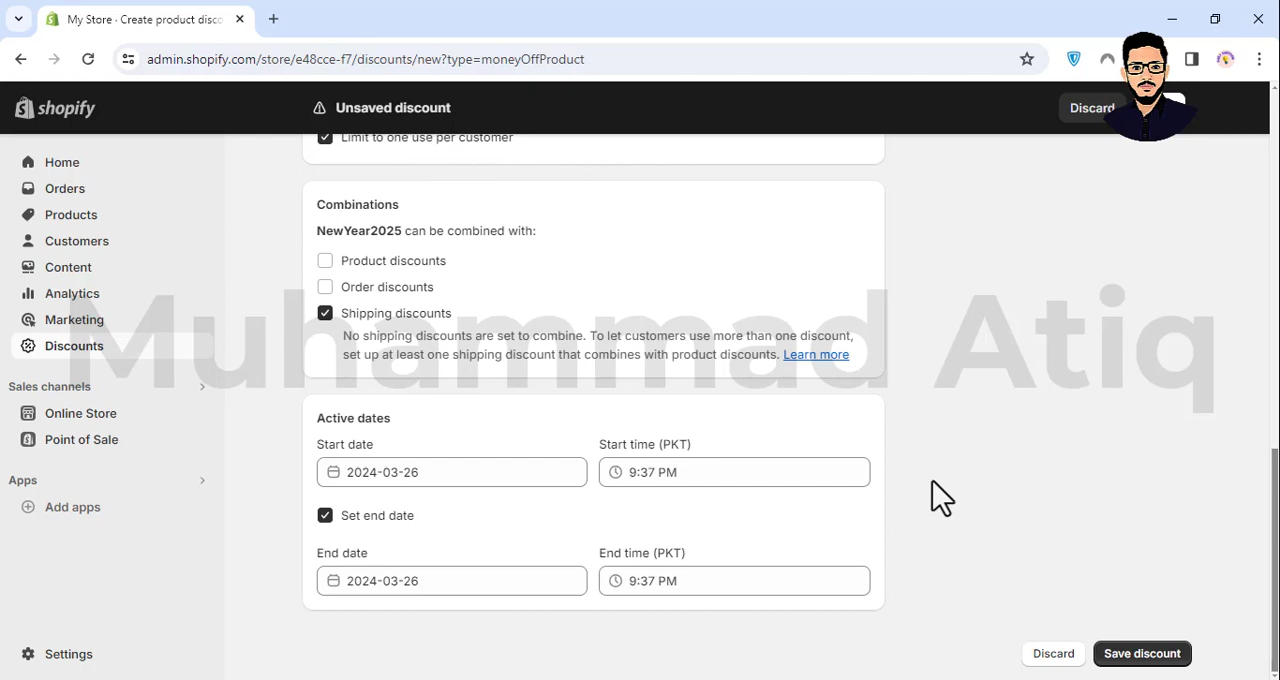 My Store · Create product disco
admin.shopify.com/store/e48cce-f7/discounts/new?type=moneyOffProduct
shopify
Unsaved discount
Discard
Limit to one use per customer
Home
Orders
Products
Customers
Content
Analytics
Marketing
Discounts
Sales channels
Online Store
Point of Sale
Apps
Add apps
Settings
Combinations
NewYear2025 can be combined with:
Product discounts
Order discounts
Shipping discounts
No shipping discounts are set to combine. To let customers use more than one discount,
set up at least one shipping discount that combines with product discounts. Learn more
Muhammad Atiq
Active dates
Start date
Start time (PKT)
2024-03-26
9:37 PM
Set end date
End date
End time (PKT)
2024-03-26
9:37 PM
Discard
Save discount